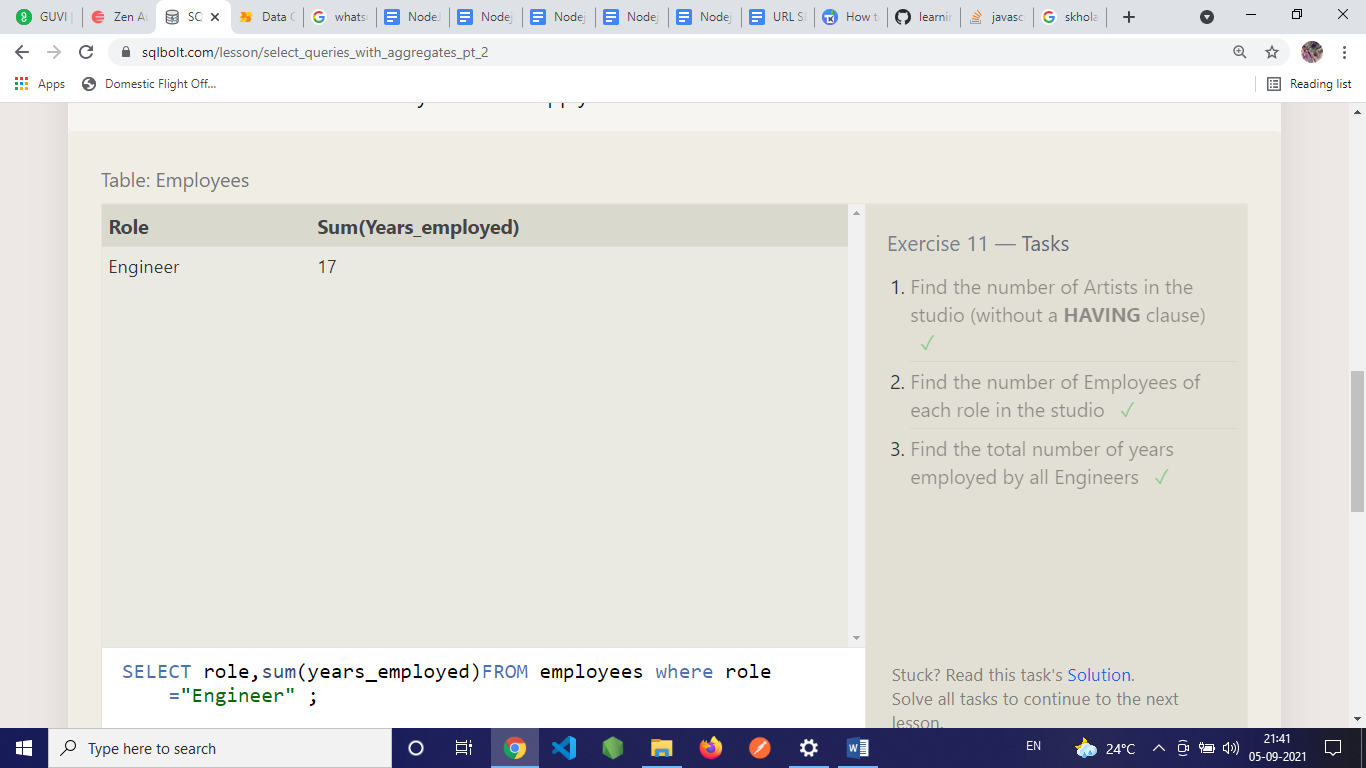 GUVI
Zen A
SQ
Data C
whats
NodeJ
Nodej
Nodej
Nodej
Nodej
URL S
How t
learni
javasc
skhola
sqlbolt.com/lesson/select_queries_with_aggregates_pt_2
Apps
Domestic Flight Off...
Reading list
Table: Employees
Role Sum(Years_employed)
Engineer 17
Exercise 11 — Tasks
1. Find the number of Artists in the
studio (without a HAVING clause)
✓
2. Find the number of Employees of
each role in the studio ✓
3. Find the total number of years
employed by all Engineers ✓
SELECT role,sum(years_employed)FROM employees where role
="Engineer" ;
Stuck? Read this task's Solution.
Solve all tasks to continue to the next
lesson.
Type here to search
EN
24°C
21:41
05-09-2021